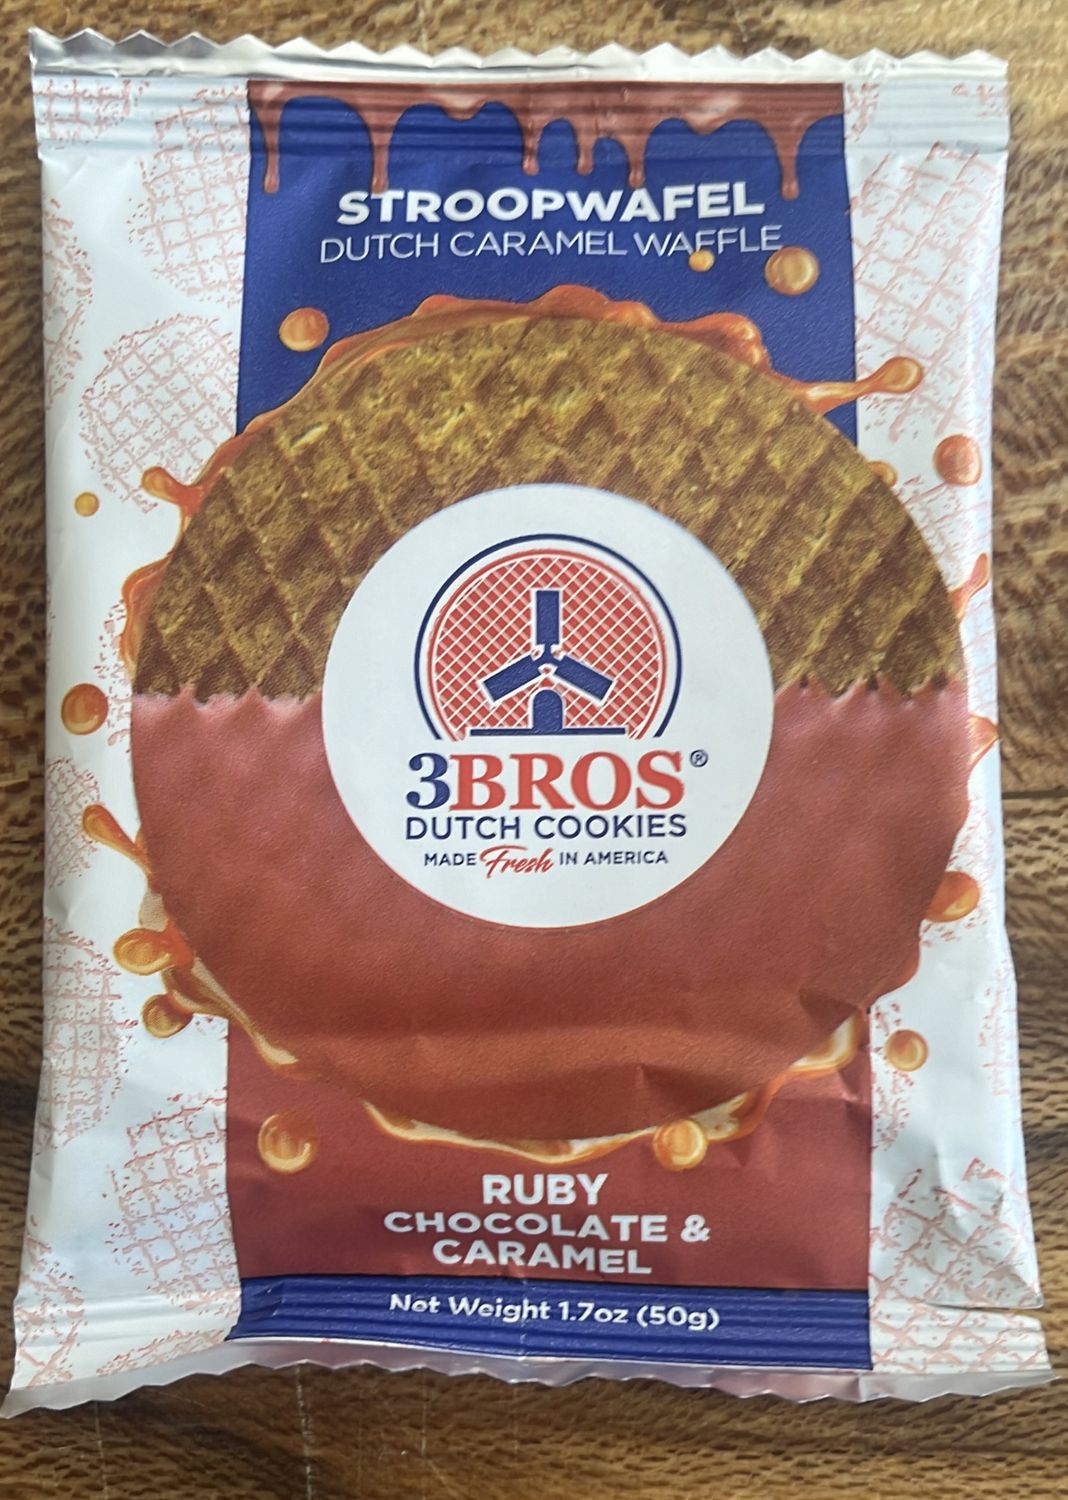 STROOPWAFEL
DUTCH CARAMEL WAFFLE
3BROS®
DUTCH COOKIES
MADE Fresh IN AMERICA
RUBY
CHOCOLATE &
CARAMEL
Net Weight 1.7oz (50g)